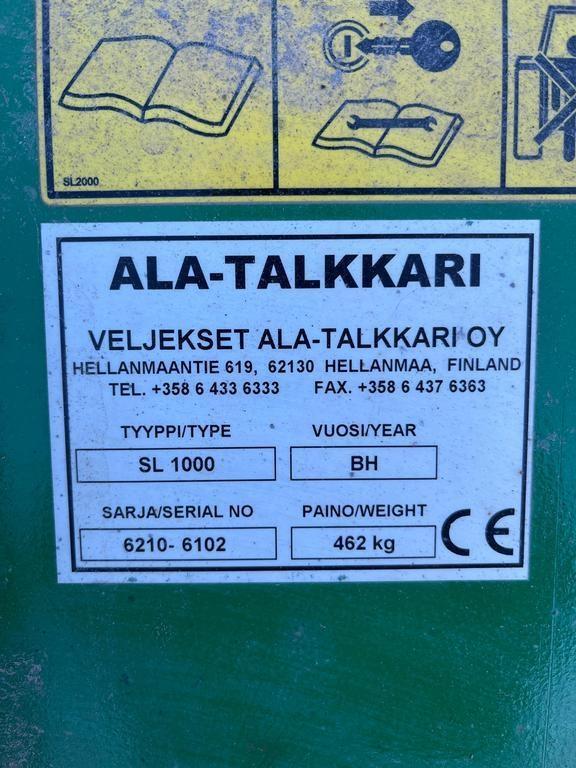 SL2000
ALA-TALKKARI
VELJEKSET ALA-TALKKARI OY
HELLANMAANTIE 619, 62130 HELLANMAA, FINLAND
TEL. +358 6 433 6333 FAX. +358 6 437 6363
TYYPPI/TYPE VUOSI/YEAR
SL 1000 BH
SARJA/SERIAL NO PAINO/WEIGHT
6210- 6102 462 kg
CE